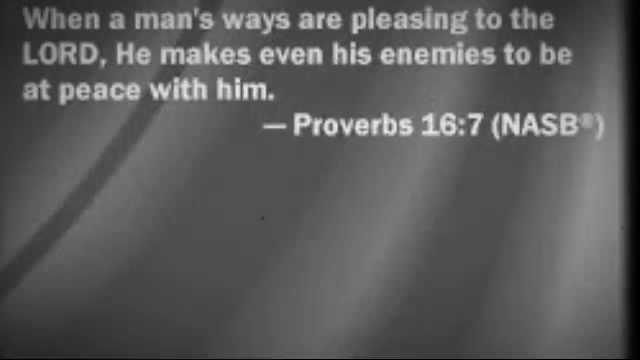 When a man's ways are pleasing to the
LORD, He makes even his enemies to be
at peace with him.
— Proverbs 16:7 (NASB®)